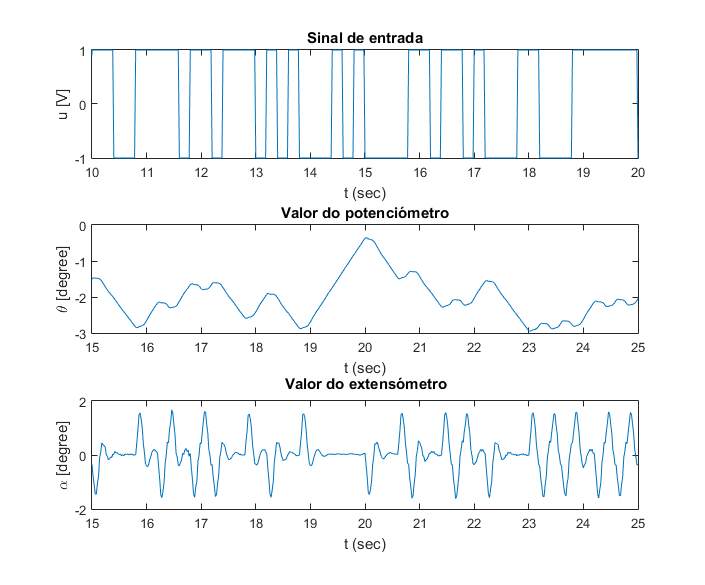 Sinal de entrada
1
0
-1
u [V]
10 11 12 13 14 15 16 17 18 19 20
t (sec)
Valor do potenciómetro
0
-1
-2
-3
θ [degree]
15 16 17 18 19 20 21 22 23 24 25
t (sec)
Valor do extensómetro
2
0
-2
α [degree]
15 16 17 18 19 20 21 22 23 24 25
t (sec)